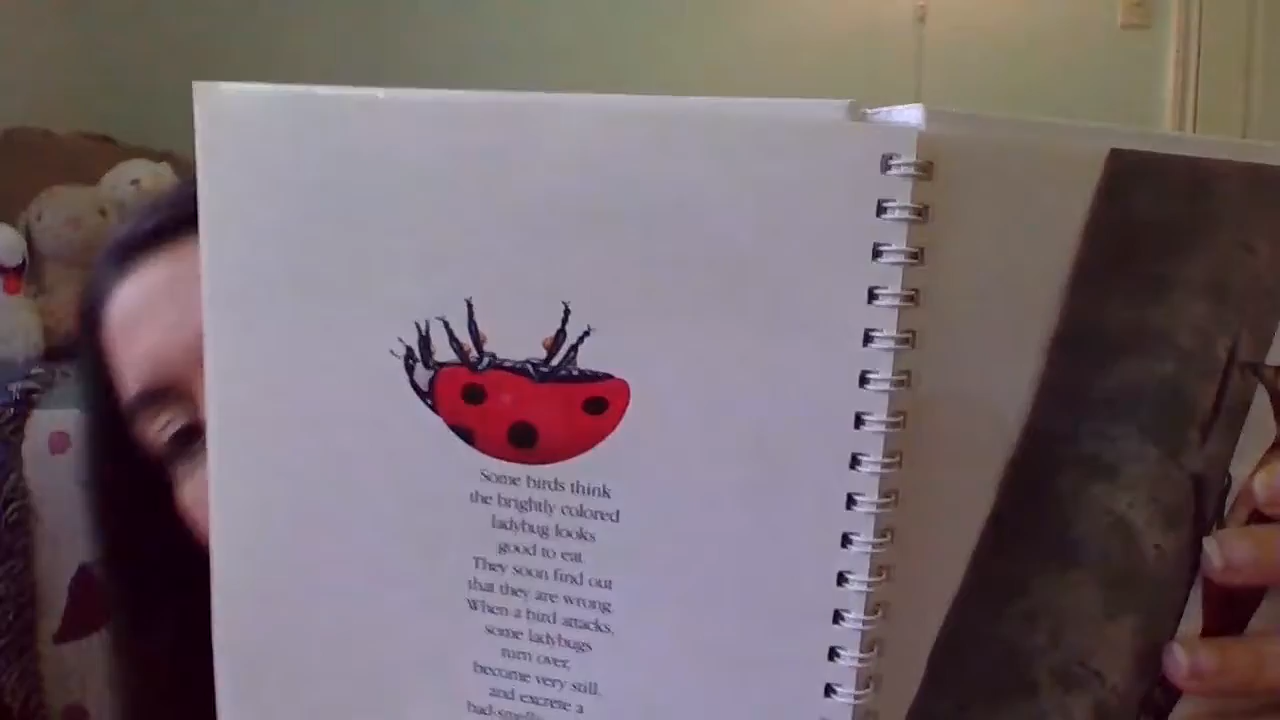 Some birds think
the brightly colored
ladybug looks
good to eat.
They soon find out
that they are wrong.
When a bird attacks,
some ladybugs
turn over,
become very still,
and excrete a